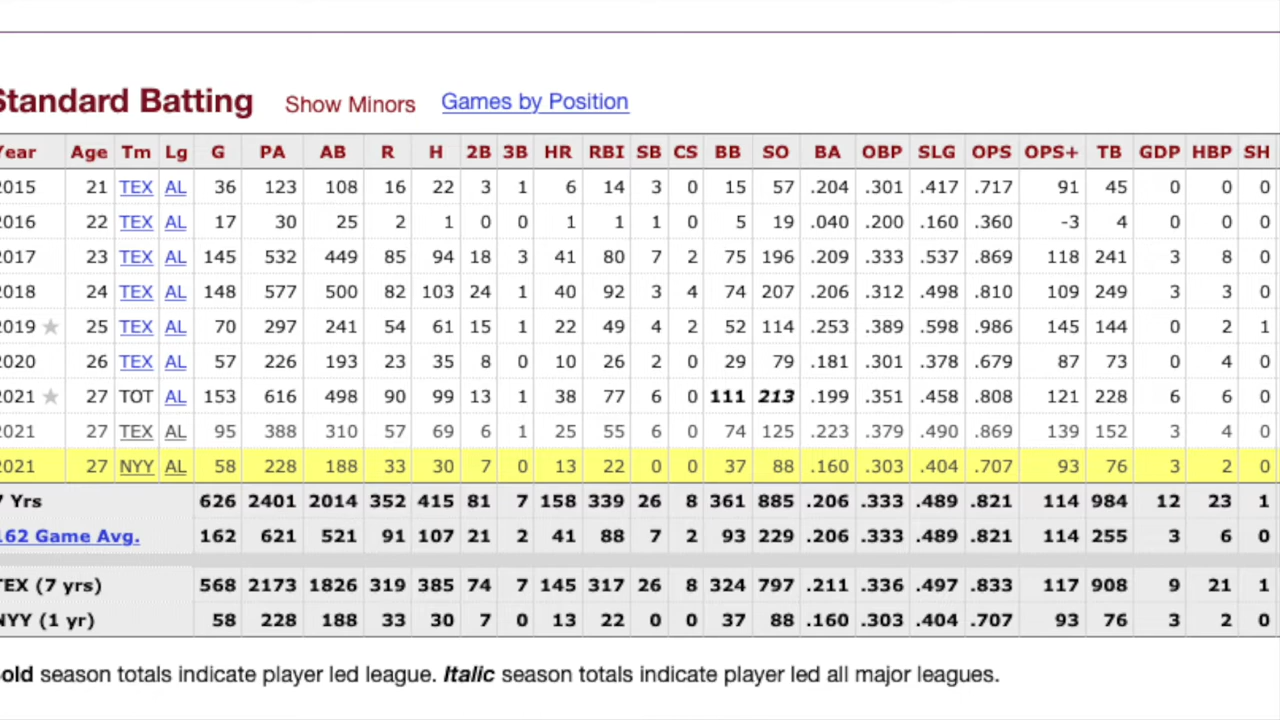 Standard Batting Show Minors Games by Position
Year Age Tm Lg G PA AB R H 2B 3B HR RBI SB CS BB SO BA OBP SLG OPS OPS+ TB GDP HBP SH
2015 21 TEX AL 36 123 108 16 22 3 1 6 14 3 0 15 57 .204 .301 .417 .717 91 45 0 0 0
2016 22 TEX AL 17 30 25 2 1 0 0 1 1 1 0 5 19 .040 .200 .160 .360 -3 4 0 0 0
2017 23 TEX AL 145 532 449 85 94 18 3 41 80 7 2 75 196 .209 .333 .537 .869 118 241 3 8 0
2018 24 TEX AL 148 577 500 82 103 24 1 40 92 3 4 74 207 .206 .312 .498 .810 109 249 3 3 0
2019 ★ 25 TEX AL 70 297 241 54 61 15 1 22 49 4 2 52 114 .253 .389 .598 .986 145 144 0 2 1
2020 26 TEX AL 57 226 193 23 35 8 0 10 26 2 0 29 79 .181 .301 .378 .679 87 73 0 4 0
2021 ★ 27 TOT AL 153 616 498 90 99 13 1 38 77 6 0 111 213 .199 .351 .458 .808 121 228 6 6 0
2021 27 TEX AL 95 388 310 57 69 6 1 25 55 6 0 74 125 .223 .379 .490 .869 139 152 3 4 0
2021 27 NYY AL 58 228 188 33 30 7 0 13 22 0 0 37 88 .160 .303 .404 .707 93 76 3 2 0
7 Yrs 626 2401 2014 352 415 81 7 158 339 26 8 361 885 .206 .333 .489 .821 114 984 12 23 1
162 Game Avg. 162 621 521 91 107 21 2 41 88 7 2 93 229 .206 .333 .489 .821 114 255 3 6 0
TEX (7 yrs) 568 2173 1826 319 385 74 7 145 317 26 8 324 797 .211 .336 .497 .833 117 908 9 21 1
NYY (1 yr) 58 228 188 33 30 7 0 13 22 0 0 37 88 .160 .303 .404 .707 93 76 3 2 0
old season totals indicate player led league. Italic season totals indicate player led all major leagues.